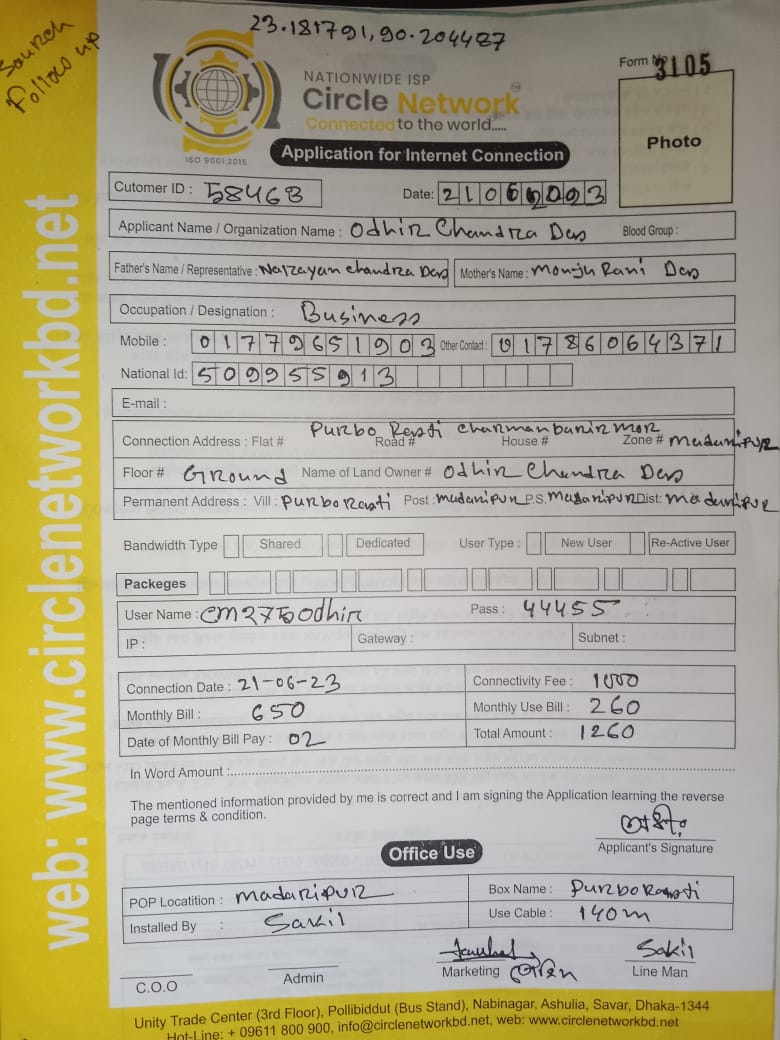 23.181791,90.204427
Sourch
Follow up
NATIONWIDE ISP
Circle Network
Connected to the world.....
ISO 9001:2015
Form No
3105
Photo
Application for Internet Connection
Cutomer ID : 58468
Date: 21062023
Applicant Name / Organization Name : Odhir Chandra Das Blood Group :
Father's Name / Representative : Narayan Chandra Das Mother's Name : Monju Rani Das
Occupation / Designation : Business
Mobile : 01779651903 Other Contact : 01786064371
National Id: 509955913
E-mail :
Purbo Rasti Charmanbarir mor
Connection Address : Flat # Road # House # Zone # Madaripur
Floor # Ground Name of Land Owner # Odhir Chandra Das
Permanent Address : Vill : Purbo Rasti Post : Madaripur P.S. Madaripur Dist: Madaripur
Bandwidth Type Shared Dedicated User Type : New User Re-Active User
Packeges
User Name : CM275odhir Pass : 44455
IP : Gateway : Subnet :
Connection Date : 21-06-23 Connectivity Fee : 1000
Monthly Bill : 650 Monthly Use Bill : 260
Date of Monthly Bill Pay : 02 Total Amount : 1260
In Word Amount :
The mentioned information provided by me is correct and I am signing the Application learning the reverse
page terms & condition.
Applicant's Signature
Office Use
POP Locatition : Madaripur Box Name : Purbo Rasti
Installed By : Sakil Use Cable : 140m
Sakil
C.O.O Admin Marketing Line Man
Unity Trade Center (3rd Floor), Pollibiddut (Bus Stand), Nabinagar, Ashulia, Savar, Dhaka-1344
Hot-Line: + 09611 800 900, info@circlenetworkbd.net, web: www.circlenetworkbd.net
web: www.circlenetworkbd.net